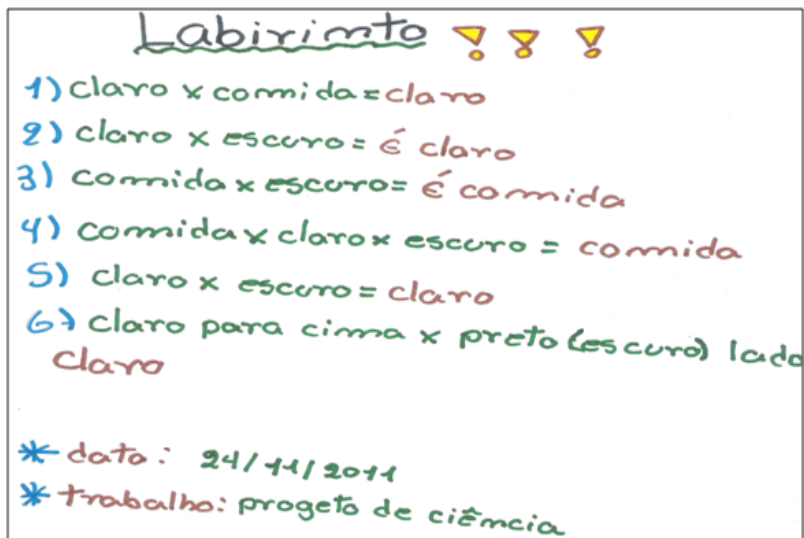 Labirimto ! ! !
1) claro x comida = claro
2) claro x escuro = é claro
3) comida x escuro = é comida
4) comida x claro x escuro = comida
5) claro x escuro = claro
6) claro para cima x preto (escuro) lado
claro
* data: 24/11/2011
* trabalho: progeto de ciência